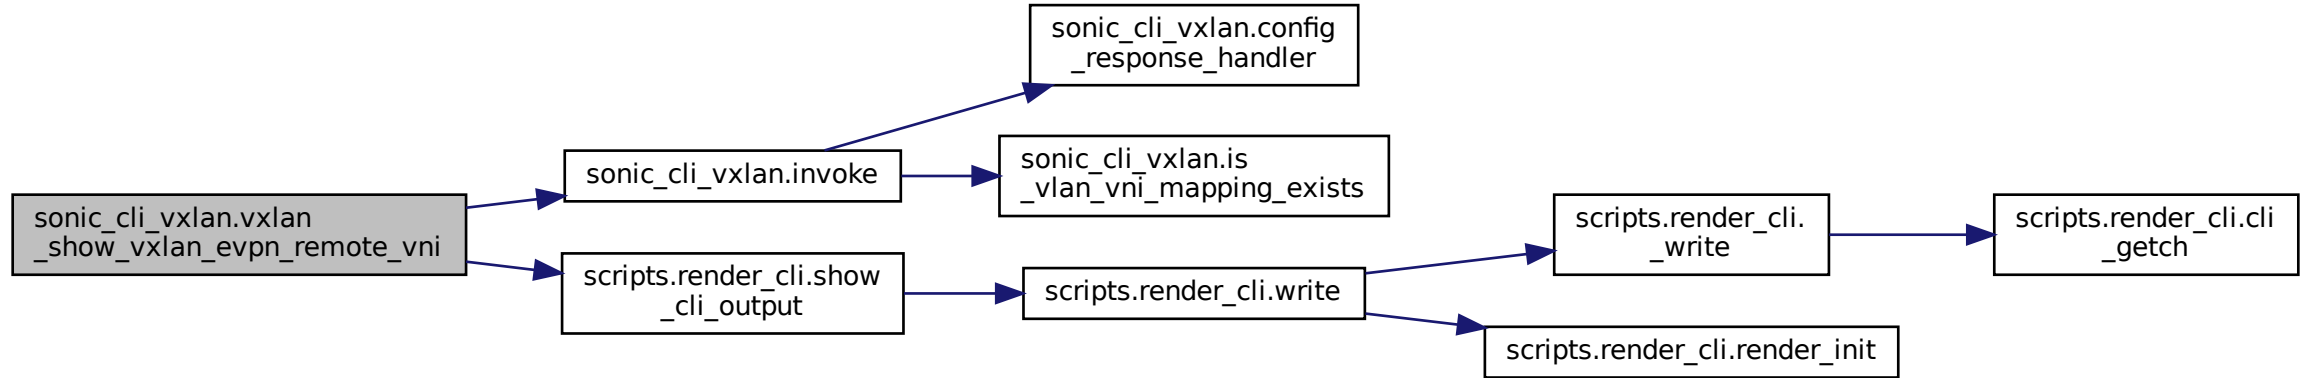 sonic_cli_vxlan.vxlan
_show_vxlan_evpn_remote_vni
sonic_cli_vxlan.invoke
sonic_cli_vxlan.config
_response_handler
sonic_cli_vxlan.is
_vlan_vni_mapping_exists
scripts.render_cli.show
_cli_output
scripts.render_cli.write
scripts.render_cli.
_write
scripts.render_cli.cli
_getch
scripts.render_cli.render_init